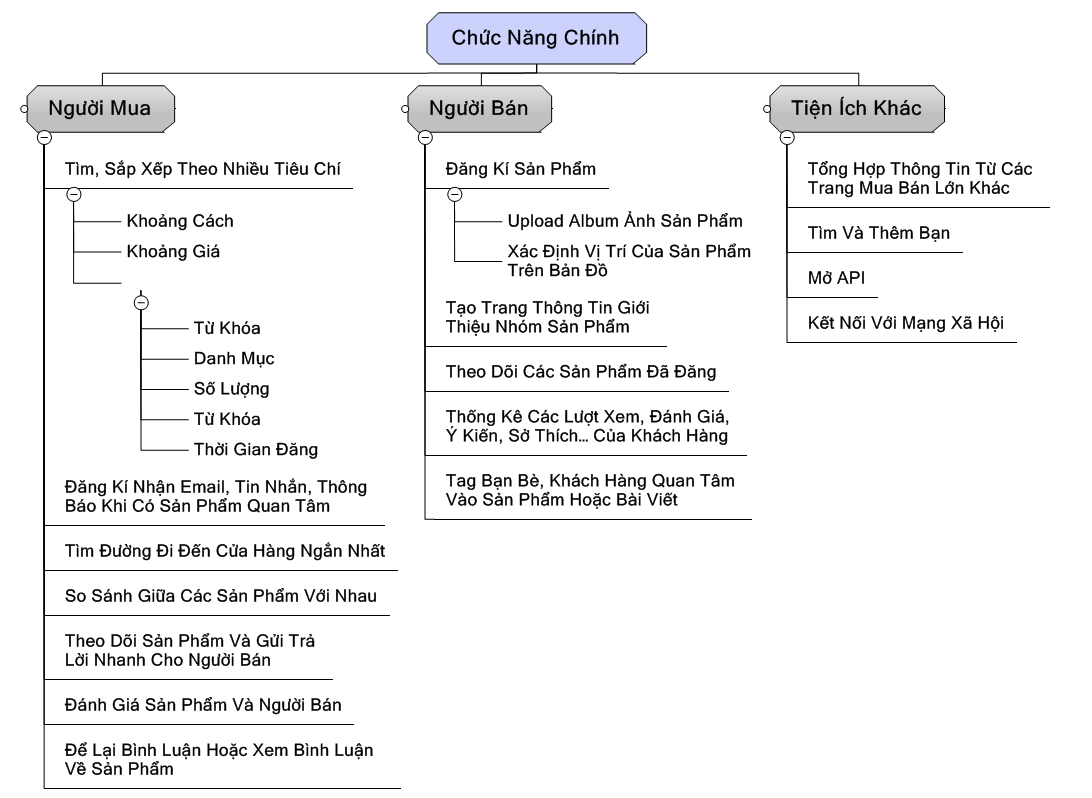 Chức Năng Chính
Người Mua
Tìm, Sắp Xếp Theo Nhiều Tiêu Chí
Khoảng Cách
Khoảng Giá
Từ Khóa
Danh Mục
Số Lượng
Từ Khóa
Thời Gian Đăng
Đăng Kí Nhận Email, Tin Nhắn, Thông
Báo Khi Có Sản Phẩm Quan Tâm
Tìm Đường Đi Đến Cửa Hàng Ngắn Nhất
So Sánh Giữa Các Sản Phẩm Với Nhau
Theo Dõi Sản Phẩm Và Gửi Trả
Lời Nhanh Cho Người Bán
Đánh Giá Sản Phẩm Và Người Bán
Để Lại Bình Luận Hoặc Xem Bình Luận
Về Sản Phẩm
Người Bán
Đăng Kí Sản Phẩm
Upload Album Ảnh Sản Phẩm
Xác Định Vị Trí Của Sản Phẩm
Trên Bản Đồ
Tạo Trang Thông Tin Giới
Thiệu Nhóm Sản Phẩm
Theo Dõi Các Sản Phẩm Đã Đăng
Thống Kê Các Lượt Xem, Đánh Giá,
Ý Kiến, Sở Thích... Của Khách Hàng
Tag Bạn Bè, Khách Hàng Quan Tâm
Vào Sản Phẩm Hoặc Bài Viết
Tiện Ích Khác
Tổng Hợp Thông Tin Từ Các
Trang Mua Bán Lớn Khác
Tìm Và Thêm Bạn
Mở API
Kết Nối Với Mạng Xã Hội